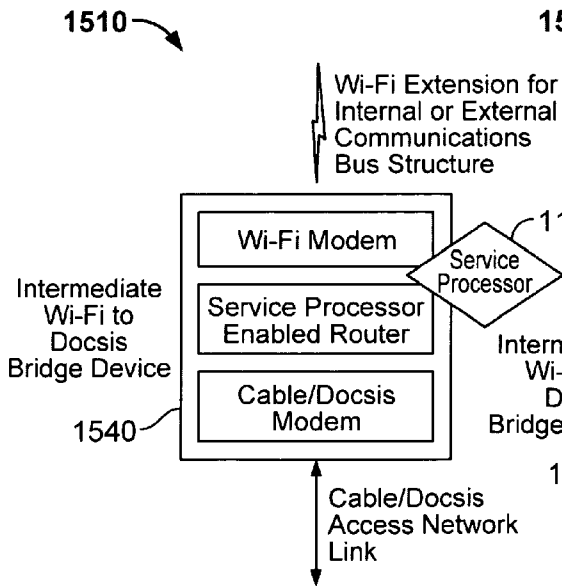 1510
Wi-Fi Extension for
Internal or External
Communications
Bus Structure
Wi-Fi Modem
Service
Processor
Service Processor
Enabled Router
Cable/Docsis
Modem
Intermediate
Wi-Fi to
Docsis
Bridge Device
1540
Bridge
Cable/Docsis
Access Network
Link